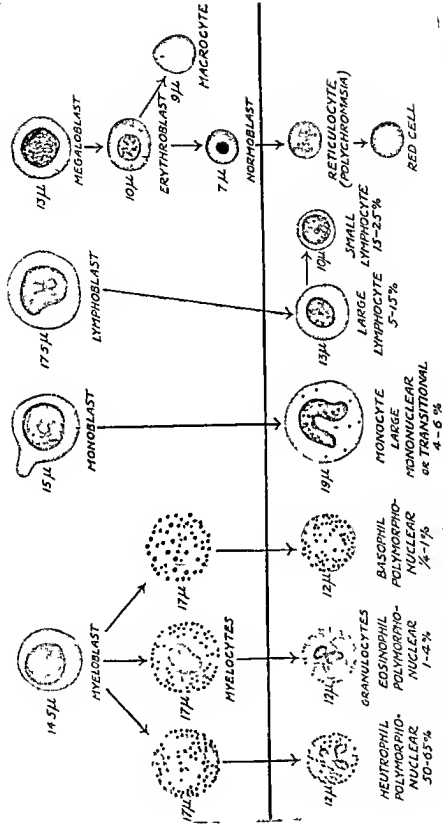 14.5μ
MYELOBLAST
17μ
17μ
17μ
MYELOCYTES
12μ
12μ
12μ
GRANULOCYTES
HEUTROPHIL
POLYMORPHO-
NUCLEAR
50-65%
EOSINOPHIL
POLYMORPHO-
NUCLEAR
1-4%
BASOPHIL
POLYMORPHO-
NUCLEAR
¼-1%
15μ
MONOBLAST
19μ
MONOCYTE
LARGE
MONONUCLEAR
OR TRANSITIONAL
4-6%
17.5μ
LYMPHOBLAST
13μ
LARGE
LYMPHOCYTE
5-15%
10μ
SMALL
LYMPHOCYTE
15-25%
13μ
MEGALOBLAST
10μ
ERYTHROBLAST
9μ
MACROCYTE
7μ
NORMOBLAST
RETICULOCYTE
(POLYCHROMASIA)
RED CELL